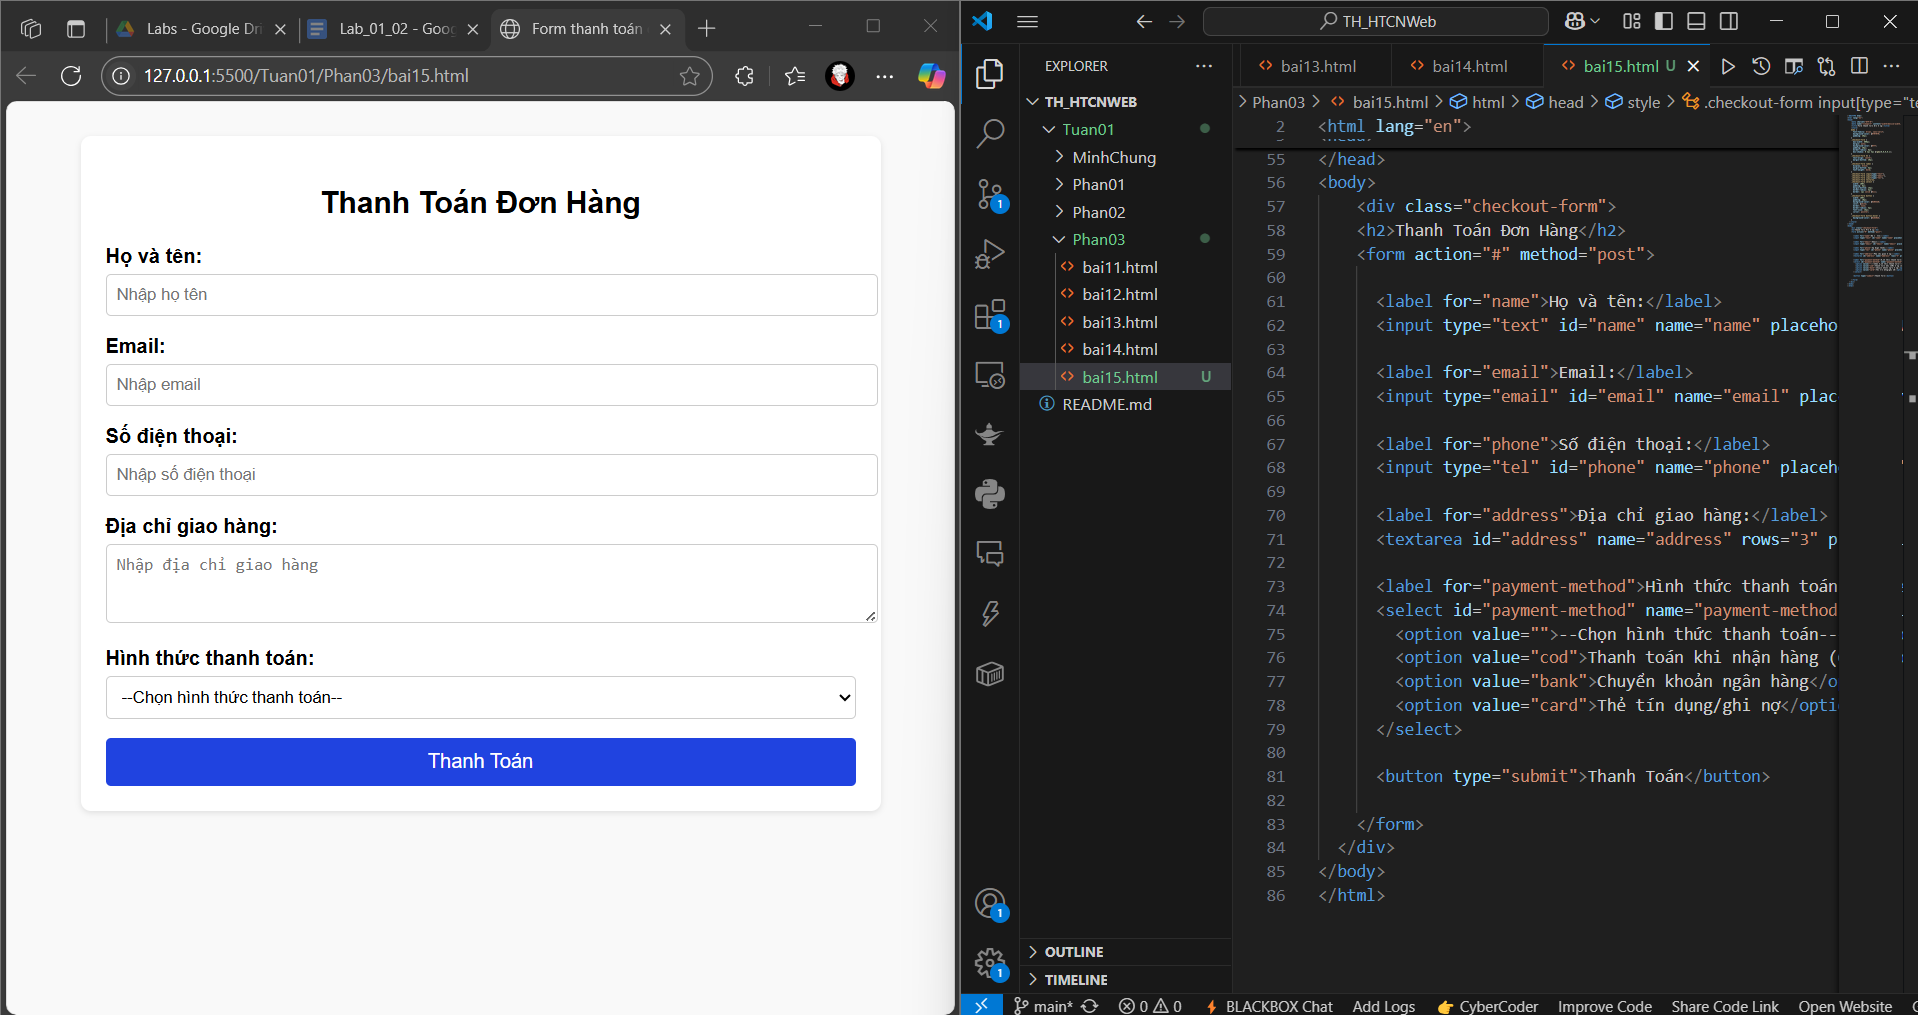 Labs - Google Dri
Lab_01_02 - Goog
Form thanh toán
127.0.0.1:5500/Tuan01/Phan03/bai15.html
Thanh Toán Đơn Hàng
Họ và tên:
Nhập họ tên
Email:
Nhập email
Số điện thoại:
Nhập số điện thoại
Địa chỉ giao hàng:
Nhập địa chỉ giao hàng
Hình thức thanh toán:
--Chọn hình thức thanh toán--
Thanh Toán
TH_HTCNWeb
EXPLORER
TH_HTCNWEB
Tuan01
MinhChung
Phan01
Phan02
Phan03
bai11.html
bai12.html
bai13.html
bai14.html
bai15.html U
README.md
OUTLINE
TIMELINE
1
1
1
1
bai13.html
bai14.html
bai15.html U
Phan03 > bai15.html > html > head > style > .checkout-form input[type="te
2 <html lang="en">
55 </head>
56 <body>
57 <div class="checkout-form">
58 <h2>Thanh Toán Đơn Hàng</h2>
59 <form action="#" method="post">
60
61 <label for="name">Họ và tên:</label>
62 <input type="text" id="name" name="name" placeho
63
64 <label for="email">Email:</label>
65 <input type="email" id="email" name="email" plac
66
67 <label for="phone">Số điện thoại:</label>
68 <input type="tel" id="phone" name="phone" placeh
69
70 <label for="address">Địa chỉ giao hàng:</label>
71 <textarea id="address" name="address" rows="3" p
72
73 <label for="payment-method">Hình thức thanh toán
74 <select id="payment-method" name="payment-method
75 <option value="">--Chọn hình thức thanh toán--
76 <option value="cod">Thanh toán khi nhận hàng (
77 <option value="bank">Chuyển khoản ngân hàng</o
78 <option value="card">Thẻ tín dụng/ghi nợ</opti
79 </select>
80
81 <button type="submit">Thanh Toán</button>
82
83 </form>
84 </div>
85 </body>
86 </html>
main* 0 0 BLACKBOX Chat Add Logs CyberCoder Improve Code Share Code Link Open Website